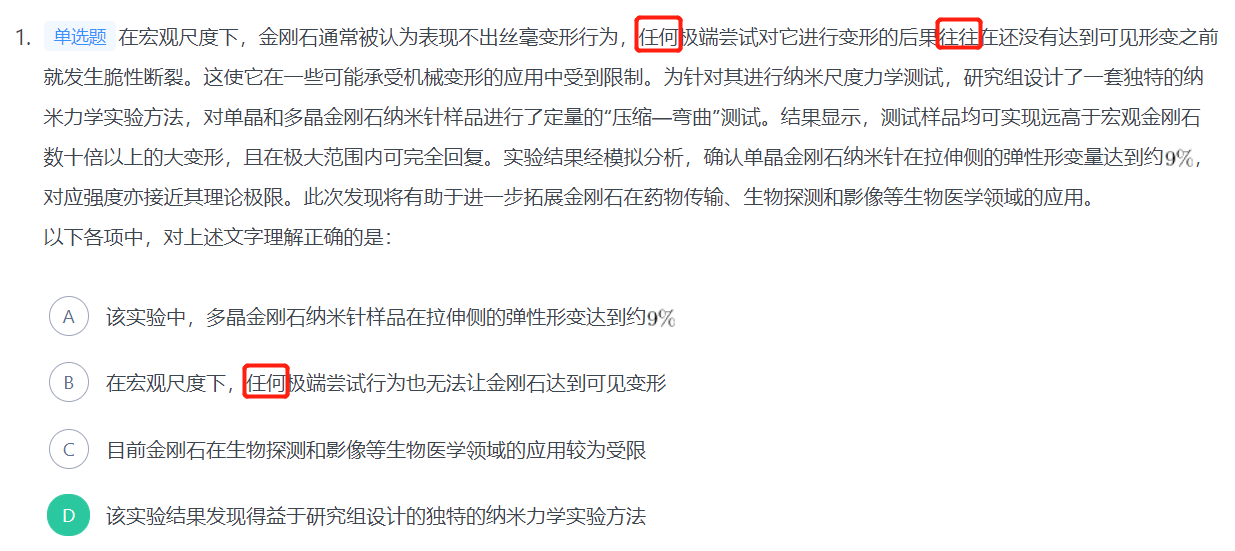 1. 单选题 在宏观尺度下，金刚石通常被认为表现不出丝毫变形行为，任何极端尝试对它进行变形的后果往往在还没有达到可见形变之前
就发生脆性断裂。这使它在一些可能承受机械变形的应用中受到限制。为针对其进行纳米尺度力学测试，研究组设计了一套独特的纳
米力学实验方法，对单晶和多晶金刚石纳米针样品进行了定量的“压缩—弯曲”测试。结果显示，测试样品均可实现远高于宏观金刚石
数十倍以上的大变形，且在极大范围内可完全回复。实验结果经模拟分析，确认单晶金刚石纳米针在拉伸侧的弹性形变量达到约9%，
对应强度亦接近其理论极限。此次发现将有助于进一步拓展金刚石在药物传输、生物探测和影像等生物医学领域的应用。
以下各项中，对上述文字理解正确的是：
A 该实验中，多晶金刚石纳米针样品在拉伸侧的弹性形变达到约9%
B 在宏观尺度下，任何极端尝试行为也无法让金刚石达到可见变形
C 目前金刚石在生物探测和影像等生物医学领域的应用较为受限
D 该实验结果发现得益于研究组设计的独特的纳米力学实验方法